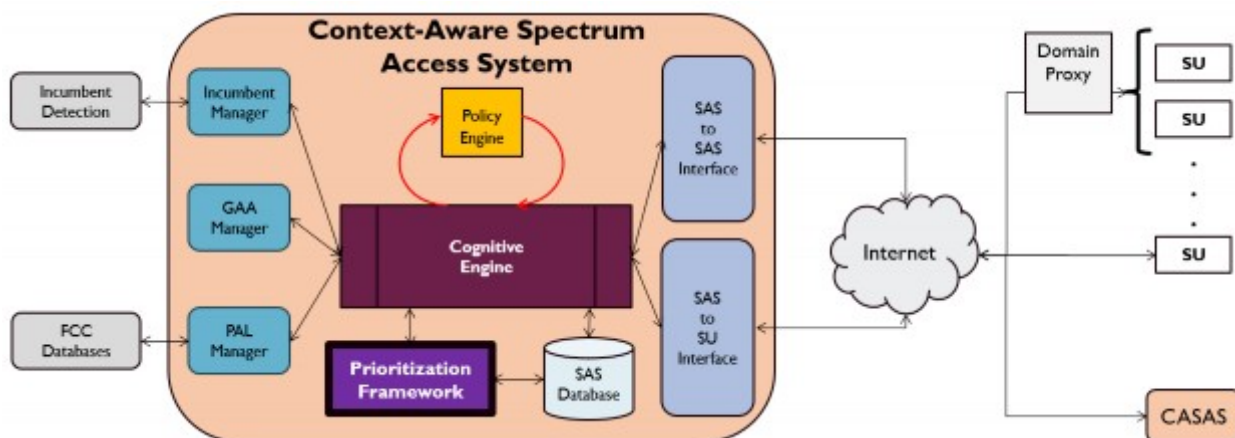 Context-Aware Spectrum
Access System
Incumbent
Detection
Incumbent
Manager
Policy
Engine
SAS
to
SAS
Interface
Domain
Proxy
SU
SU
GAA
Manager
Cognitive
Engine
Internet
SU
FCC
Databases
PAL
Manager
Prioritization
Framework
SAS
Database
SAS
to
SU
Interface
CASAS